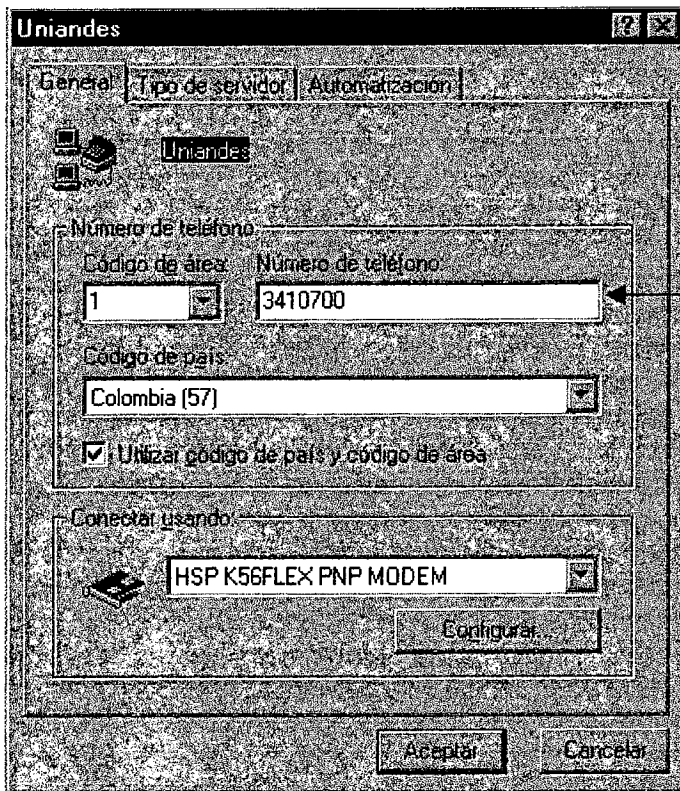 Uniandes
General Tipo de servidor Automatización
Uniandes
Número de teléfono
Código de área: Número de teléfono:
1 3410700
Código de país:
Colombia (57)
Utilizar código de país y código de área
Conectar usando:
HSP K56FLEX PNP MODEM
Configurar...
Aceptar Cancelar